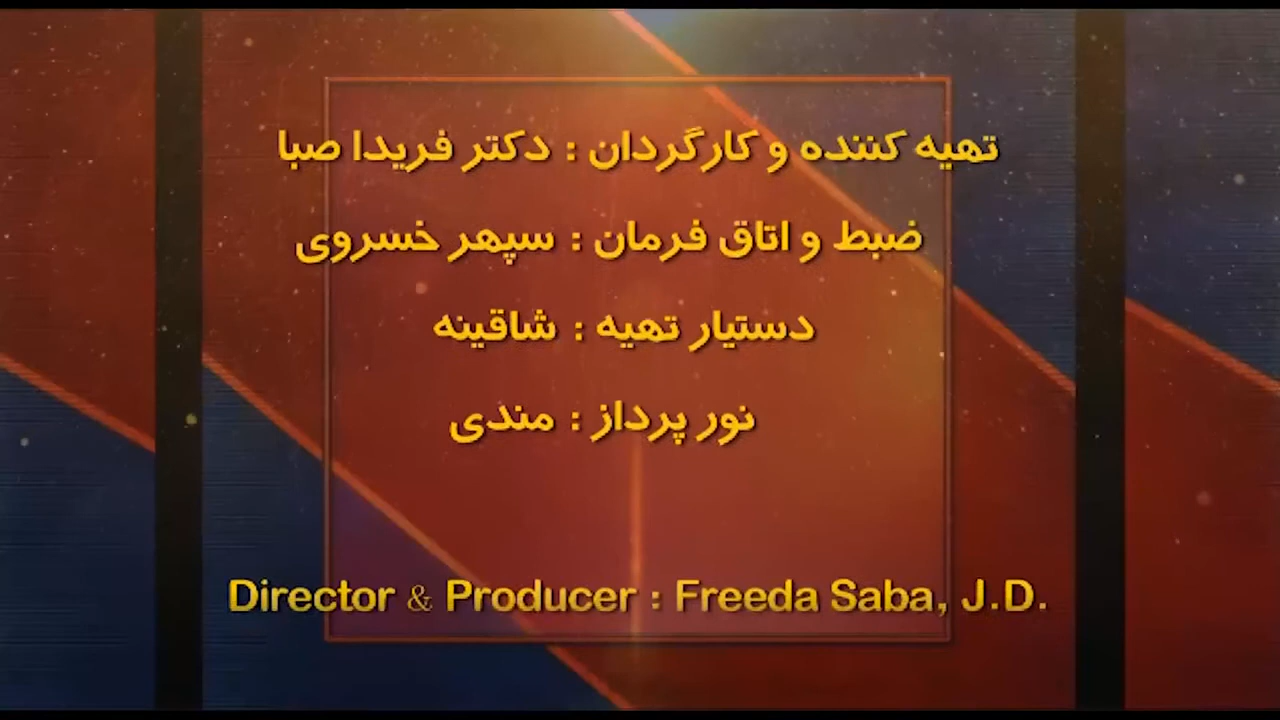 تهیه کننده و کارگردان : دکتر فریدا صبا
ضبط و اتاق فرمان : سپهر خسروی
دستیار تهیه : شاقینه
نور پرداز : مندی
Director & Producer : Freeda Saba, J.D.